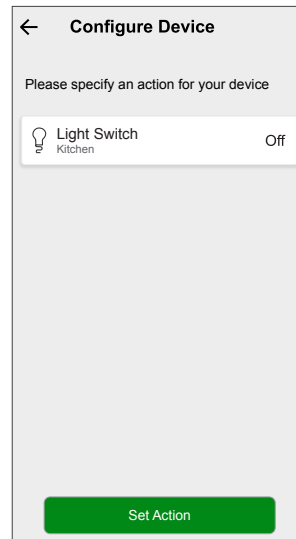 Configure Device
Please specify an action for your device
Light Switch
Off
Kitchen
Set Action